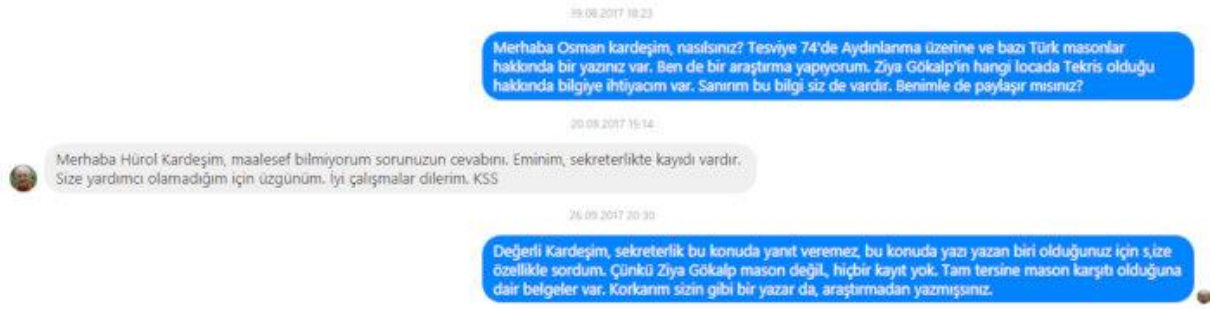 19.08.2017 18:23
Merhaba Osman kardeşim, nasılsınız? Tesviye 74'de Aydınlanma üzerine ve bazı Türk masonlar
hakkında bir yazınız var. Ben de bir araştırma yapıyorum. Ziya Gökalp'in hangi locada Tekris olduğu
hakkında bilgiye ihtiyacım var. Sanırım bu bilgi siz de vardır. Benimle de paylaşır mısınız?
20.09.2017 15:14
Merhaba Hürol Kardeşim, maalesef bilmiyorum sorunuzun cevabını. Eminim, sekreterlikte kayıdı vardır.
Size yardımcı olamadığım için üzgünüm. İyi çalışmalar dilerim. KSS
26.09.2017 20:30
Değerli Kardeşim, sekreterlik bu konuda yanıt veremez, bu konuda yazı yazan biri olduğunuz için s,ize
özellikle sordum. Çünkü Ziya Gökalp mason değil, hiçbir kayıt yok. Tam tersine mason karşıtı olduğuna
dair belgeler var. Korkarım sizin gibi bir yazar da, araştırmadan yazmışsınız.